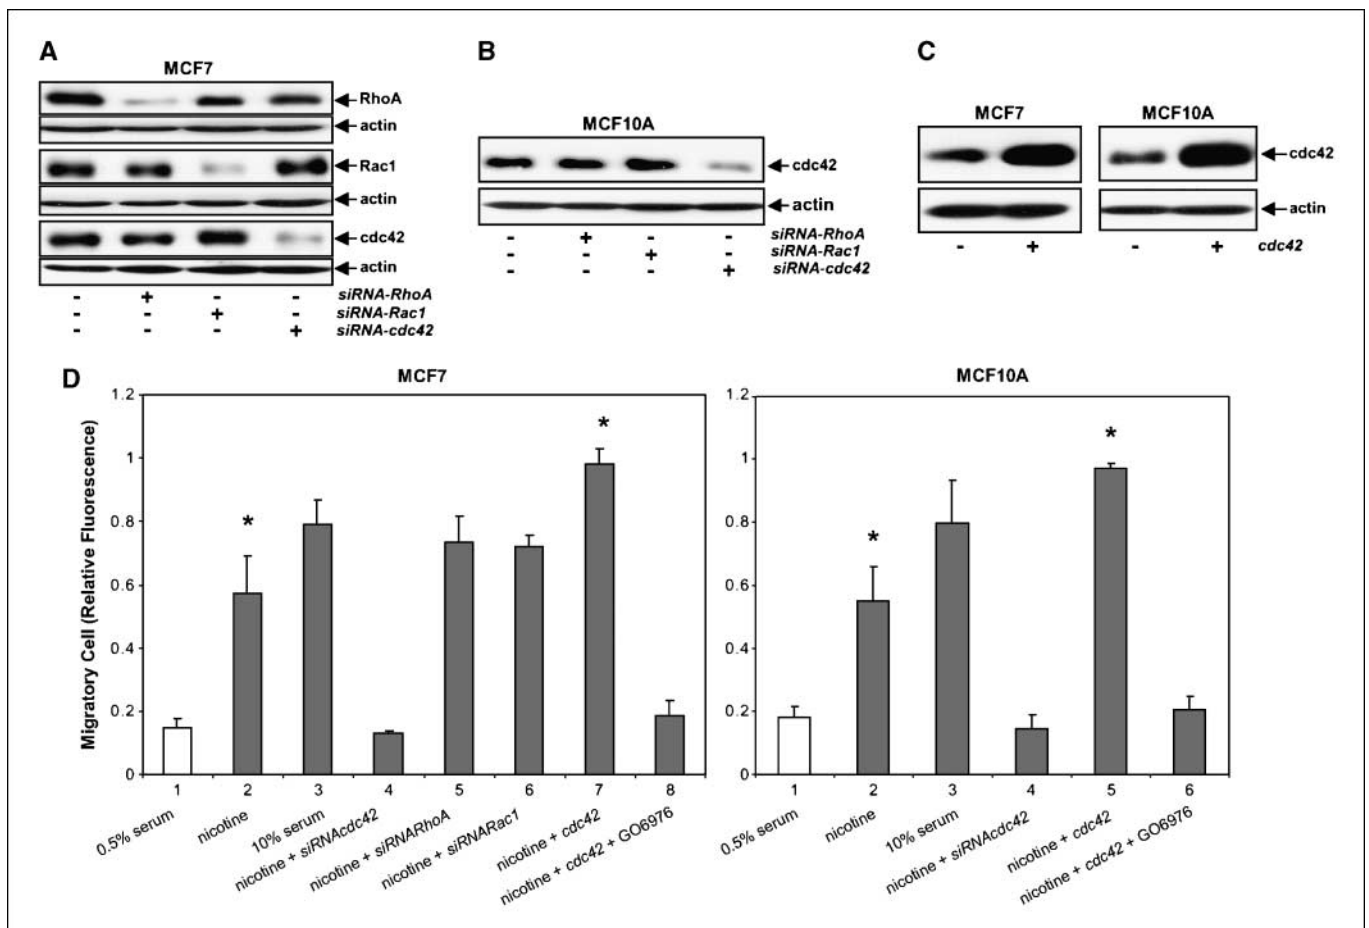 A
MCF7
RhoA
actin
Rac1
actin
cdc42
actin
- + - - siRNA-RhoA
- - + - siRNA-Rac1
- - - + siRNA-cdc42
B
MCF10A
cdc42
actin
- + - - siRNA-RhoA
- - + - siRNA-Rac1
- - - + siRNA-cdc42
C
MCF7 MCF10A
cdc42
actin
- + - + cdc42
D
MCF7
Migratory Cell (Relative Fluorescence)
1.2
1
0.8
0.6
0.4
0.2
0
* *
1 2 3 4 5 6 7 8
0.5% serum
nicotine
10% serum
nicotine + siRNAcdc42
nicotine + siRNARhoA
nicotine + siRNARac1
nicotine + cdc42
nicotine + cdc42 + GO6976
MCF10A
1.2
1
0.8
0.6
0.4
0.2
0
* *
1 2 3 4 5 6
0.5% serum
nicotine
10% serum
nicotine + siRNAcdc42
nicotine + cdc42
nicotine + cdc42 + GO6976